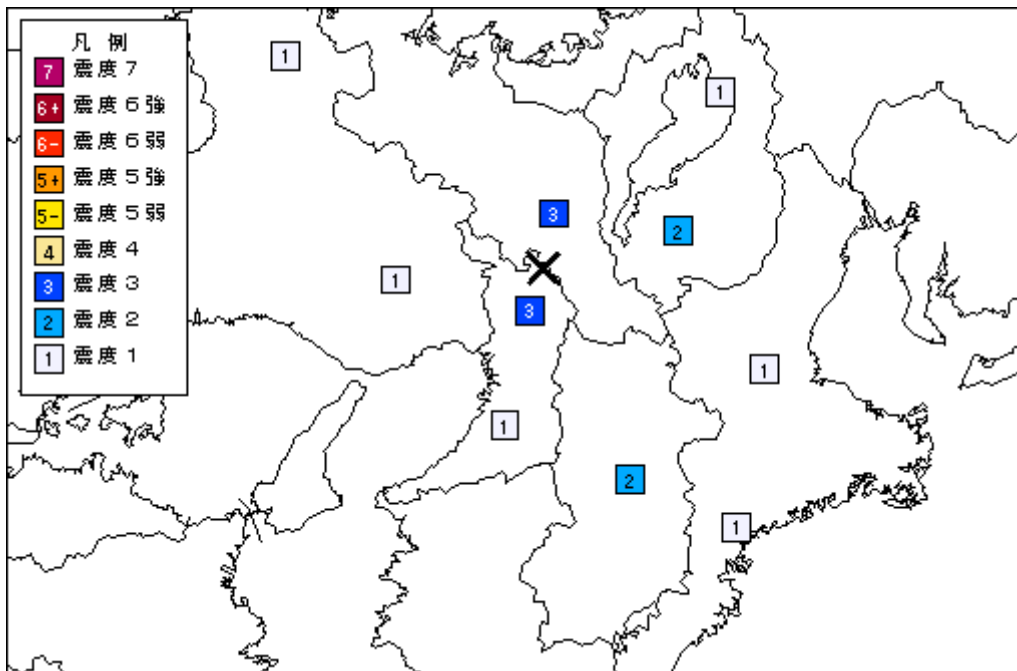 凡 例
7 震度７
6+ 震度６強
6- 震度６弱
5+ 震度５強
5- 震度５弱
4 震度４
3 震度３
2 震度２
1 震度１
1
1
3
2
1
3
1
1
2
1